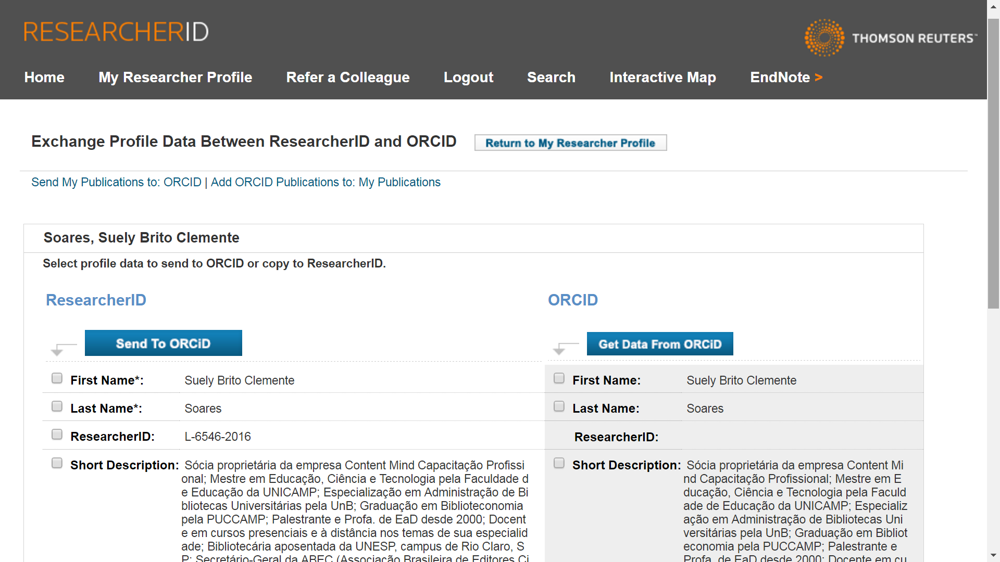 RESEARCHERID
THOMSON REUTERS™
Home My Researcher Profile Refer a Colleague Logout Search Interactive Map EndNote >
Exchange Profile Data Between ResearcherID and ORCID Return to My Researcher Profile
Send My Publications to: ORCID | Add ORCID Publications to: My Publications
Soares, Suely Brito Clemente
Select profile data to send to ORCID or copy to ResearcherID.
ResearcherID
Send To ORCiD
First Name*: Suely Brito Clemente
Last Name*: Soares
ResearcherID: L-6546-2016
Short Description: Sócia proprietária da empresa Content Mind Capacitação Profissi
onal; Mestre em Educação, Ciência e Tecnologia pela Faculdade d
e Educação da UNICAMP; Especialização em Administração de Bi
bliotecas Universitárias pela UnB; Graduação em Biblioteconomia
pela PUCCAMP; Palestrante e Profa. de EaD desde 2000; Docent
e em cursos presenciais e à distância nos temas de sua especialid
ade; Bibliotecária aposentada da UNESP, campus de Rio Claro, S
P; Secretário-Geral da ABEC (Associação Brasileira de Editores Ci
ORCID
Get Data From ORCiD
First Name: Suely Brito Clemente
Last Name: Soares
ResearcherID:
Short Description: Sócia proprietária da empresa Content Mi
nd Capacitação Profissional; Mestre em E
ducação, Ciência e Tecnologia pela Faculd
ade de Educação da UNICAMP; Especializ
ação em Administração de Bibliotecas Uni
versitárias pela UnB; Graduação em Bibliot
economia pela PUCCAMP; Palestrante e
Profa. de EaD desde 2000; Docente em cu